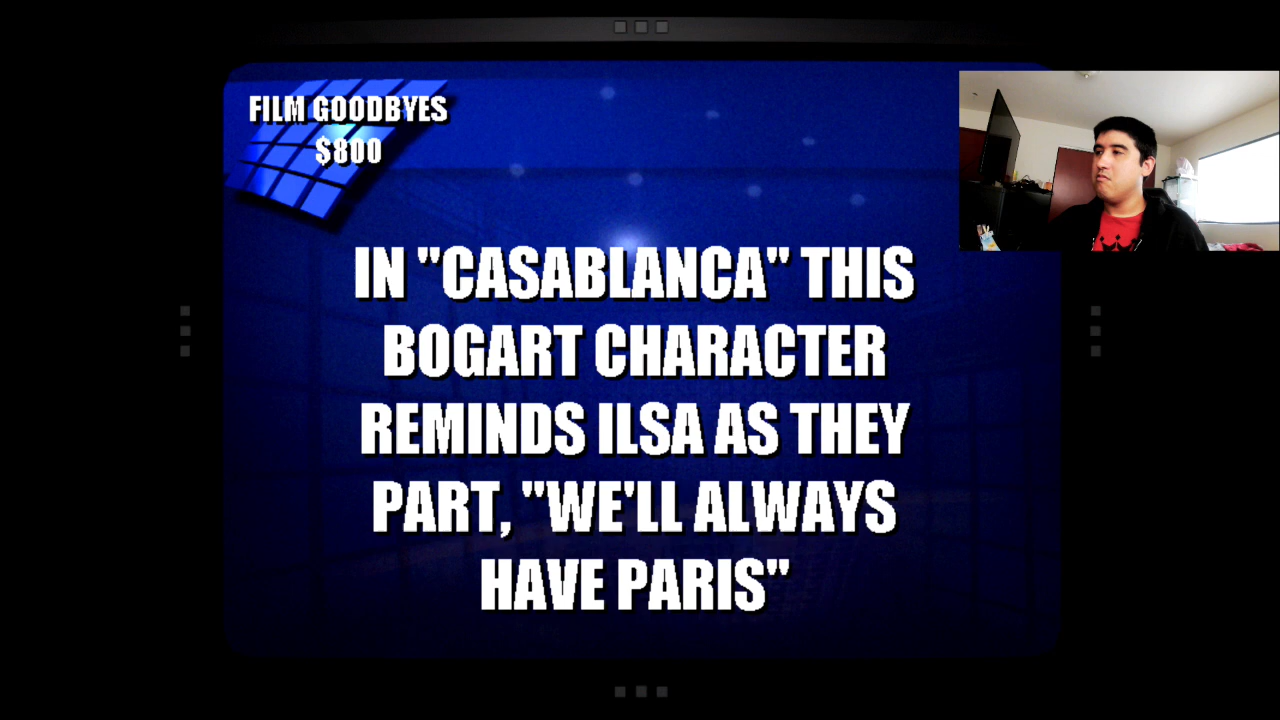 FILM GOODBYES
$800
IN "CASABLANCA" THIS
BOGART CHARACTER
REMINDS ILSA AS THEY
PART, "WE'LL ALWAYS
HAVE PARIS"